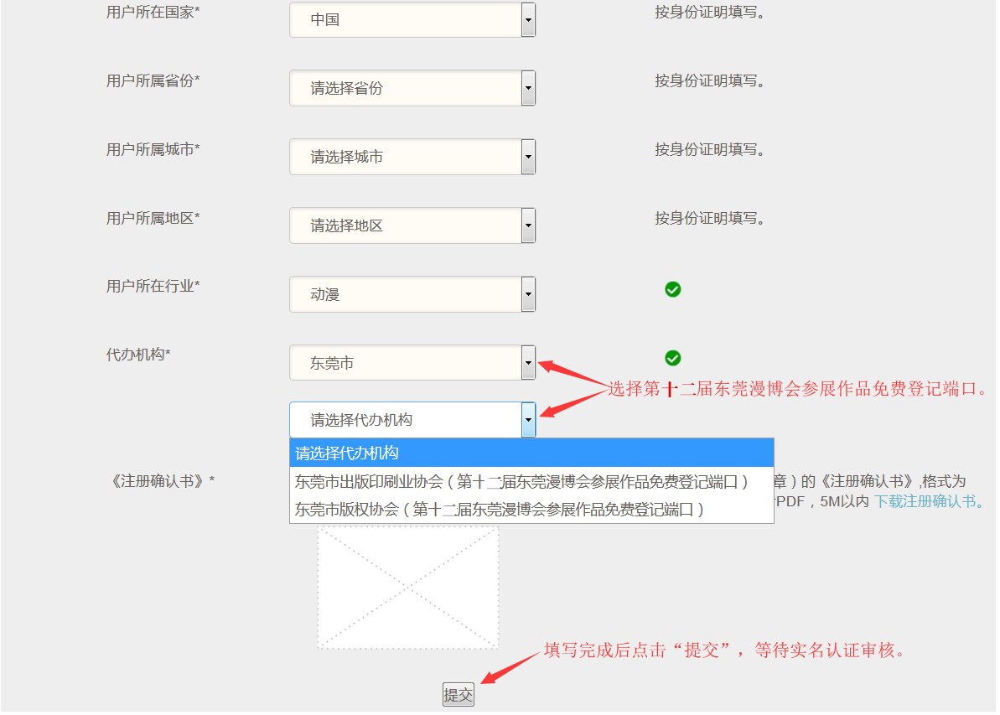 用户所在国家* 中国 按身份证明填写。
用户所属省份* 请选择省份 按身份证明填写。
用户所属城市* 请选择城市 按身份证明填写。
用户所属地区* 请选择地区 按身份证明填写。
用户所在行业* 动漫
代办机构* 东莞市
选择第十二届东莞漫博会参展作品免费登记端口。
请选择代办机构
请选择代办机构
《注册确认书》* 东莞市出版印刷业协会（第十二届东莞漫博会参展作品免费登记端口） 章）的《注册确认书》,格式为
东莞市版权协会（第十二届东莞漫博会参展作品免费登记端口） PDF，5M以内 下载注册确认书。
填写完成后点击“提交”，等待实名认证审核。
提交